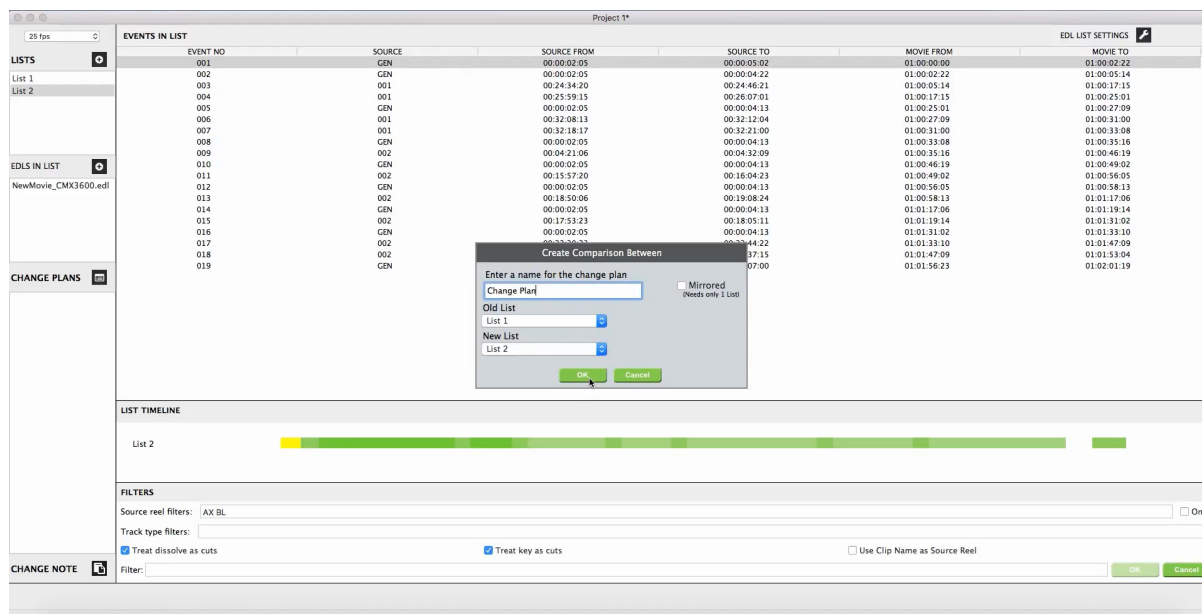 Project 1*
25 fps
EVENTS IN LIST
EDL LIST SETTINGS
LISTS
EVENT NO SOURCE SOURCE FROM SOURCE TO MOVIE FROM MOVIE TO
001 GEN 00:00:02:05 00:00:05:02 01:00:00:00 01:00:02:22
002 GEN 00:00:02:05 00:00:04:22 01:00:02:22 01:00:05:14
003 001 00:24:34:20 00:24:46:21 01:00:05:14 01:00:17:15
004 001 00:25:59:15 00:26:07:01 01:00:17:15 01:00:25:01
005 GEN 00:00:02:05 00:00:04:13 01:00:25:01 01:00:27:09
006 001 00:32:08:13 00:32:12:04 01:00:27:09 01:00:31:00
007 001 00:32:18:17 00:32:21:00 01:00:31:00 01:00:33:08
008 GEN 00:00:02:05 00:00:04:13 01:00:33:08 01:00:35:16
009 002 00:04:21:06 00:04:32:09 01:00:35:16 01:00:46:19
010 GEN 00:00:02:05 00:00:04:13 01:00:46:19 01:00:49:02
011 002 00:15:57:20 00:16:04:23 01:00:49:02 01:00:56:05
012 GEN 00:00:02:05 00:00:04:13 01:00:56:05 01:00:58:13
013 002 00:18:50:06 00:19:08:24 01:00:58:13 01:01:17:06
014 GEN 00:00:02:05 00:00:04:13 01:01:17:06 01:01:19:14
015 002 00:17:53:23 00:18:05:11 01:01:19:14 01:01:31:02
016 GEN 00:00:02:05 00:00:04:13 01:01:31:02 01:01:33:10
017 002 44:22 01:01:33:10 01:01:47:09
018 002 37:15 01:01:47:09 01:01:53:04
019 GEN 07:00 01:01:56:23 01:02:01:19
List 1
List 2
EDLS IN LIST
NewMovie_CMX3600.edl
CHANGE PLANS
Create Comparison Between
Enter a name for the change plan
Change Plan
Mirrored
(Needs only 1 List)
Old List
List 1
New List
List 2
OK Cancel
LIST TIMELINE
List 2
FILTERS
Source reel filters: AX BL
On
Track type filters:
Treat dissolve as cuts
Treat key as cuts
Use Clip Name as Source Reel
CHANGE NOTE
Filter:
OK Cancel